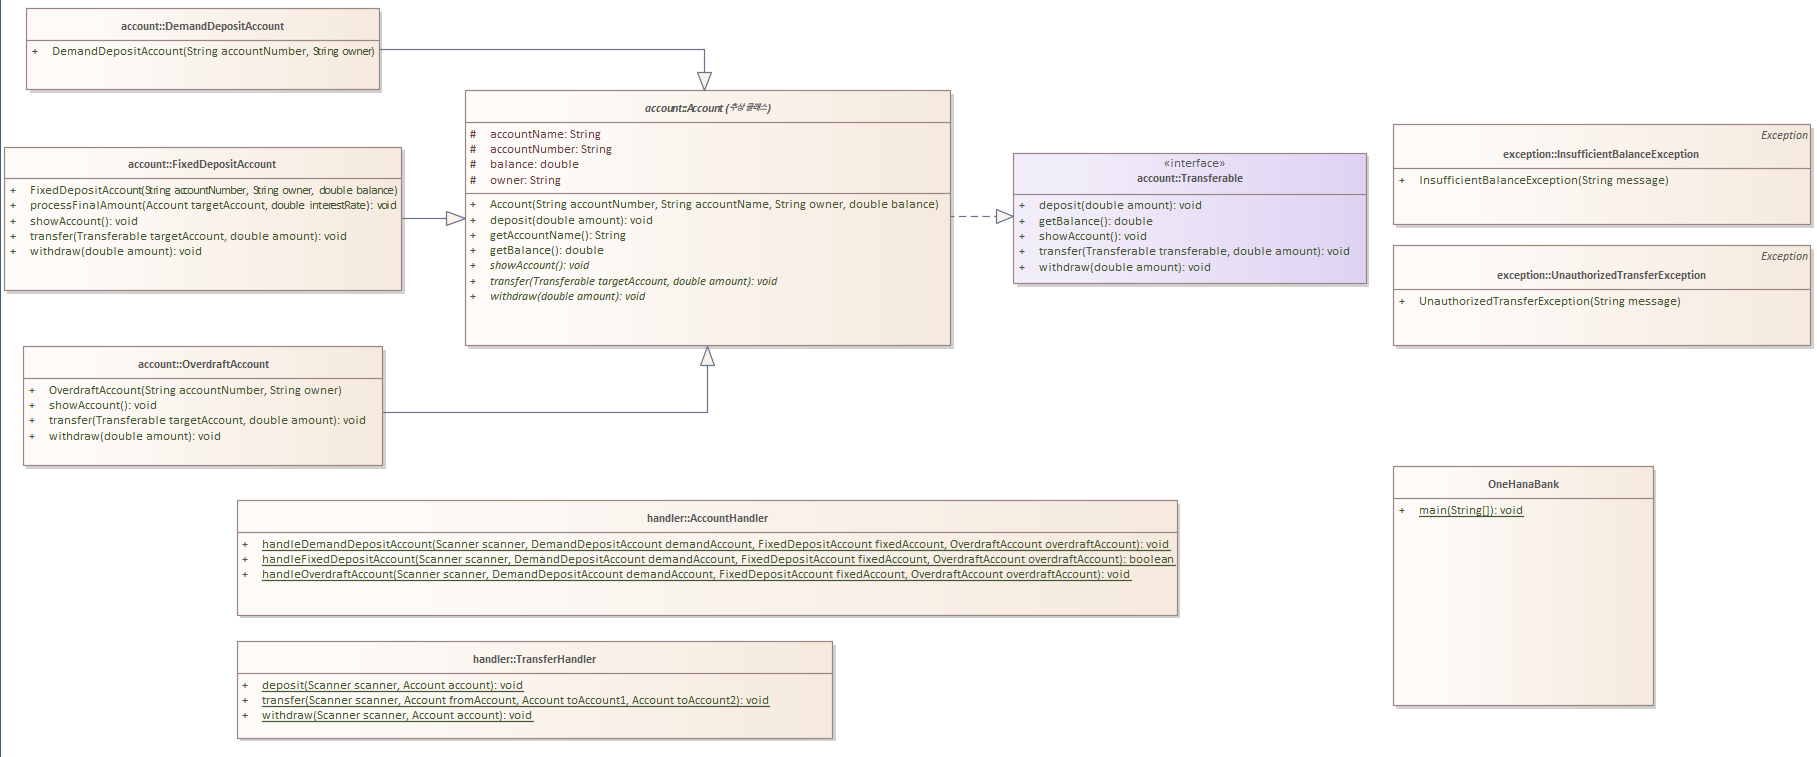 account::DemandDepositAccount
+ DemandDepositAccount(String accountNumber, String owner)
account::FixedDepositAccount
+ FixedDepositAccount(String accountNumber, String owner, double balance)
+ processFinalAmount(Account targetAccount, double interestRate): void
+ showAccount(): void
+ transfer(Transferable targetAccount, double amount): void
+ withdraw(double amount): void
account::OverdraftAccount
+ OverdraftAccount(String accountNumber, String owner)
+ showAccount(): void
+ transfer(Transferable targetAccount, double amount): void
+ withdraw(double amount): void
account::Account (추상 클래스)
# accountName: String
# accountNumber: String
# balance: double
# owner: String
+ Account(String accountNumber, String accountName, String owner, double balance)
+ deposit(double amount): void
+ getAccountName(): String
+ getBalance(): double
+ showAccount(): void
+ transfer(Transferable targetAccount, double amount): void
+ withdraw(double amount): void
«interface»
account::Transferable
+ deposit(double amount): void
+ getBalance(): double
+ showAccount(): void
+ transfer(Transferable transferable, double amount): void
+ withdraw(double amount): void
Exception
exception::InsufficientBalanceException
+ InsufficientBalanceException(String message)
Exception
exception::UnauthorizedTransferException
+ UnauthorizedTransferException(String message)
handler::AccountHandler
+ handleDemandDepositAccount(Scanner scanner, DemandDepositAccount demandAccount, FixedDepositAccount fixedAccount, OverdraftAccount overdraftAccount): void
+ handleFixedDepositAccount(Scanner scanner, DemandDepositAccount demandAccount, FixedDepositAccount fixedAccount, OverdraftAccount overdraftAccount): boolean
+ handleOverdraftAccount(Scanner scanner, DemandDepositAccount demandAccount, FixedDepositAccount fixedAccount, OverdraftAccount overdraftAccount): void
handler::TransferHandler
+ deposit(Scanner scanner, Account account): void
+ transfer(Scanner scanner, Account fromAccount, Account toAccount1, Account toAccount2): void
+ withdraw(Scanner scanner, Account account): void
OneHanaBank
+ main(String[]): void